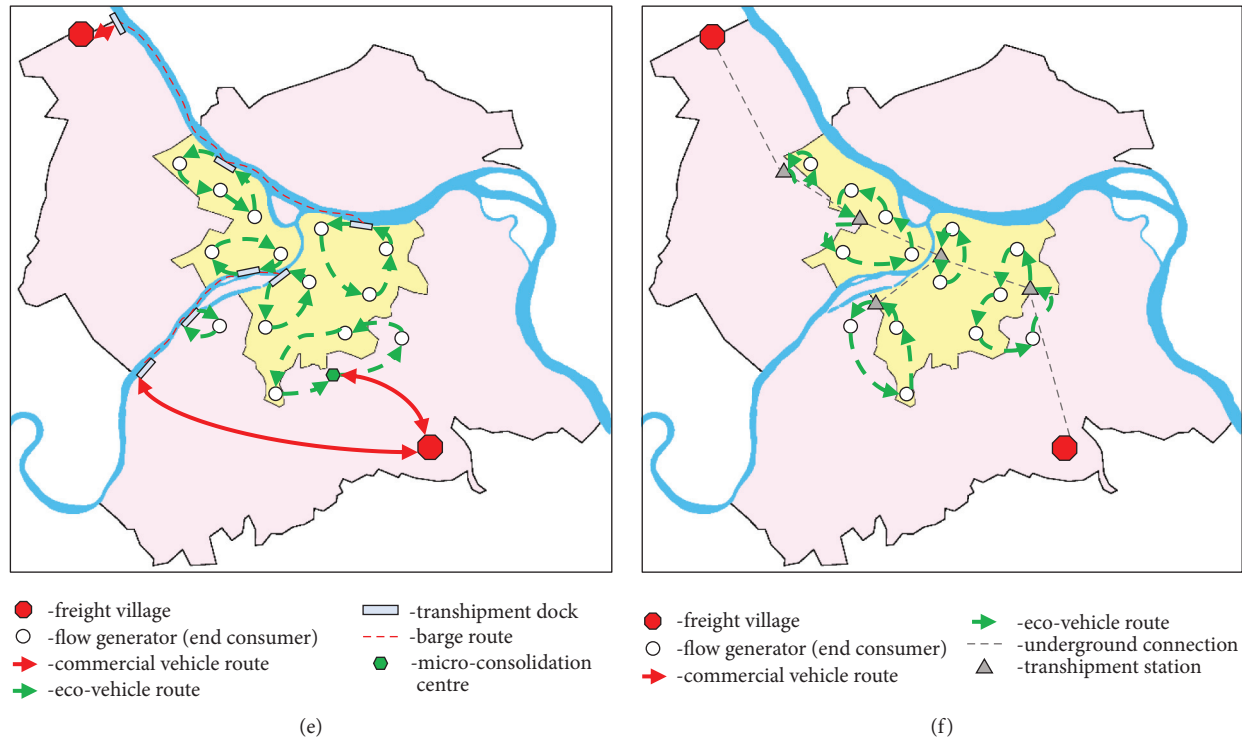 -freight village
-flow generator (end consumer)
-commercial vehicle route
-eco-vehicle route
-transhipment dock
-barge route
-micro-consolidation
centre
(e)
-freight village
-flow generator (end consumer)
-commercial vehicle route
-eco-vehicle route
-underground connection
-transhipment station
(f)